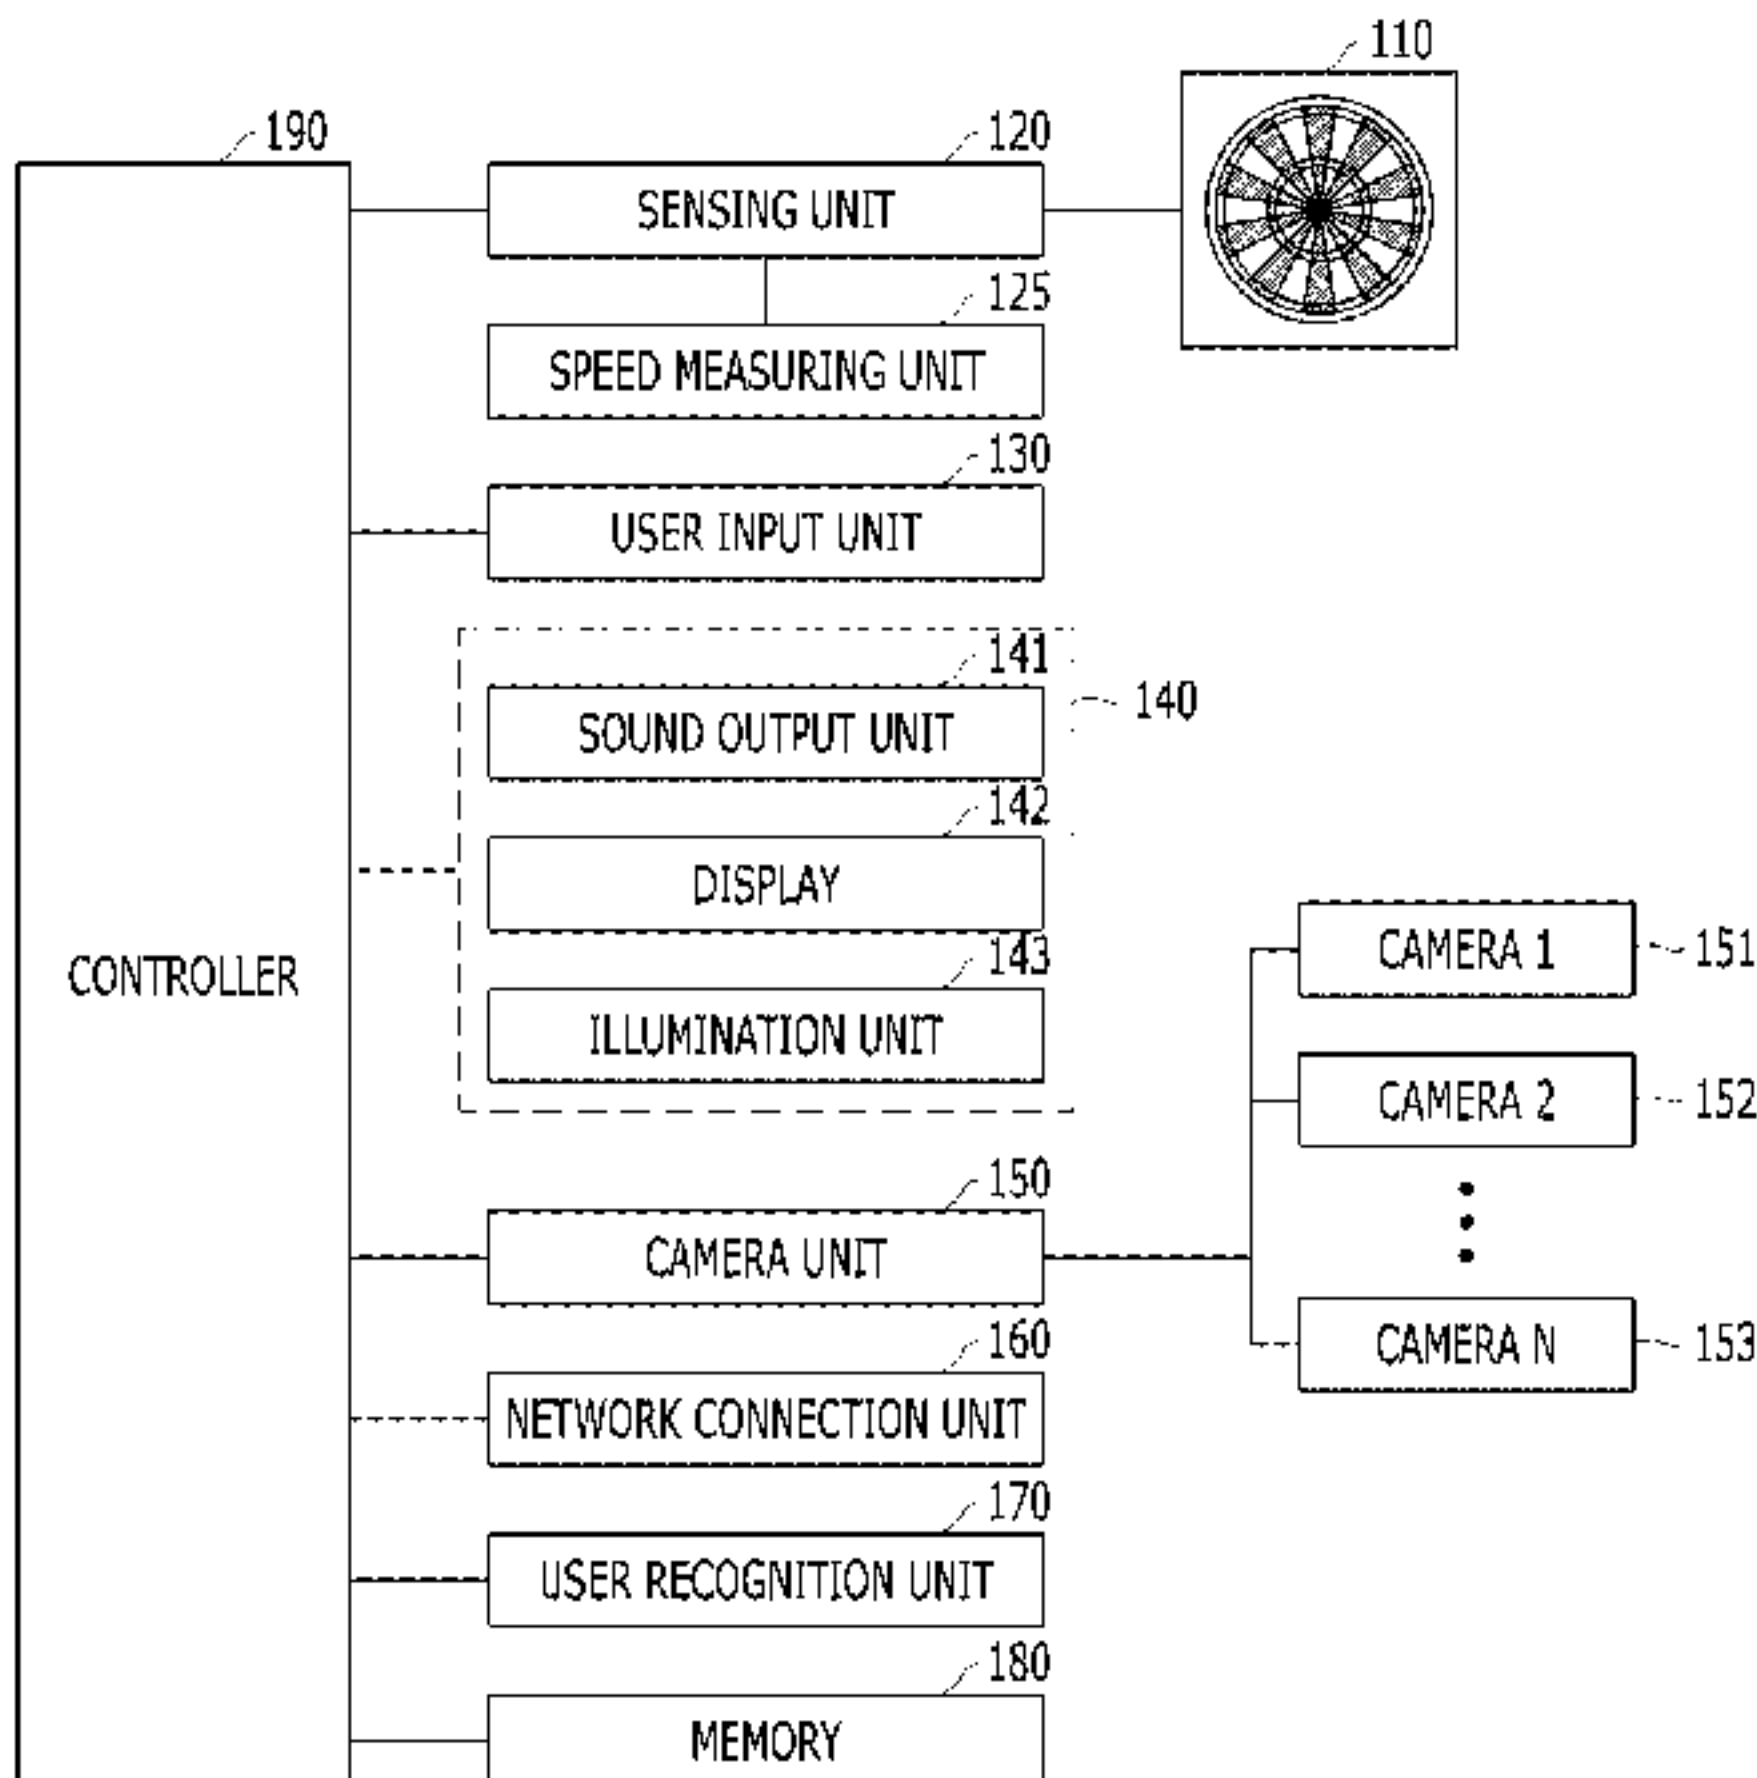 110
190
120
SENSING UNIT
125
SPEED MEASURING UNIT
130
USER INPUT UNIT
141
140
SOUND OUTPUT UNIT
142
DISPLAY
143
ILLUMINATION UNIT
CONTROLLER
CAMERA 1
151
CAMERA 2
152
150
CAMERA UNIT
CAMERA N
153
160
NETWORK CONNECTION UNIT
170
USER RECOGNITION UNIT
180
MEMORY